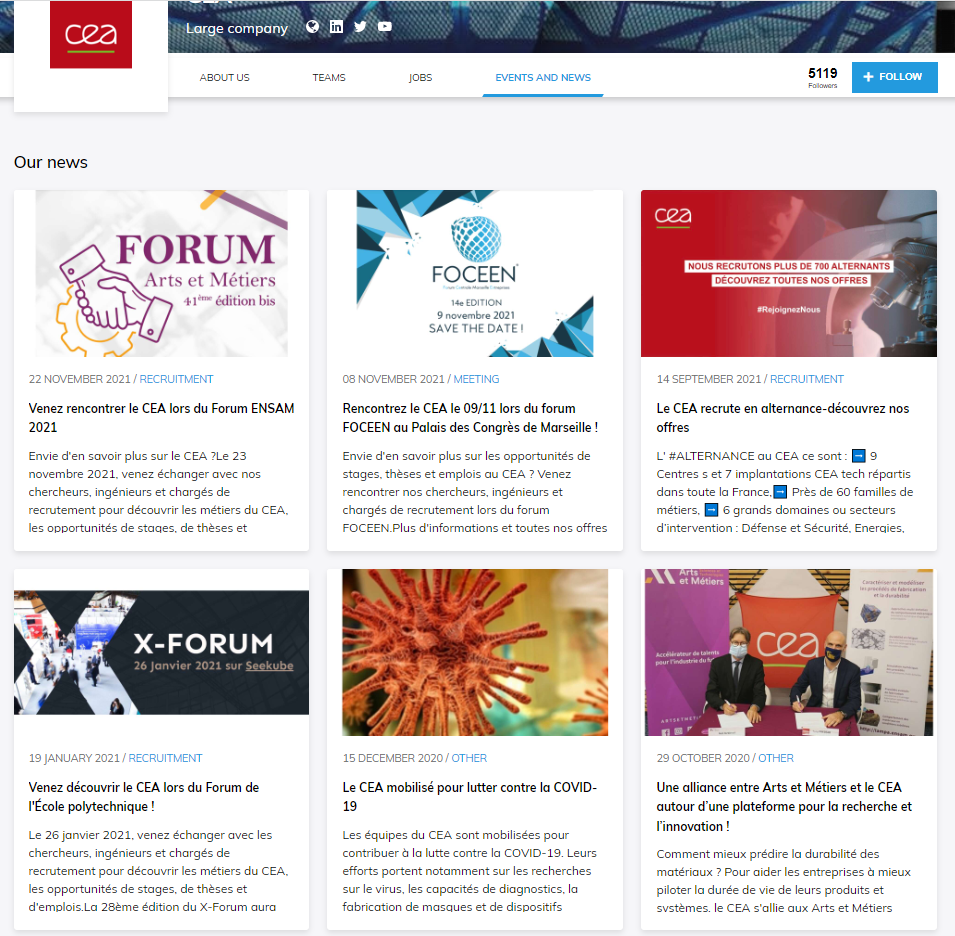 cea
Large company
ABOUT US
TEAMS
JOBS
EVENTS AND NEWS
5119
Followers
+ FOLLOW
Our news
FORUM
Arts et Métiers
41ème édition bis
22 NOVEMBER 2021 / RECRUITMENT
Venez rencontrer le CEA lors du Forum ENSAM
2021
Envie d'en savoir plus sur le CEA ?Le 23
novembre 2021, venez échanger avec nos
chercheurs, ingénieurs et chargés de
recrutement pour découvrir les métiers du CEA,
les opportunités de stages, de thèses et
FOCEEN
Forum Centrale Marseille Entreprises
14e EDITION
9 novembre 2021
SAVE THE DATE !
08 NOVEMBER 2021 / MEETING
Rencontrez le CEA le 09/11 lors du forum
FOCEEN au Palais des Congrès de Marseille !
Envie d'en savoir plus sur les opportunités de
stages, thèses et emplois au CEA ? Venez
rencontrer nos chercheurs, ingénieurs et
chargés de recrutement lors du forum
FOCEEN.Plus d'informations et toutes nos offres
cea
NOUS RECRUTONS PLUS DE 700 ALTERNANTS
DÉCOUVREZ TOUTES NOS OFFRES
#RejoignezNous
14 SEPTEMBER 2021 / RECRUITMENT
Le CEA recrute en alternance-découvrez nos
offres
L' #ALTERNANCE au CEA ce sont : ➡ 9
Centres s et 7 implantations CEA tech répartis
dans toute la France,➡ Près de 60 familles de
métiers, ➡ 6 grands domaines ou secteurs
d'intervention : Défense et Sécurité, Energies,
X-FORUM
26 Janvier 2021 sur Seekube
19 JANUARY 2021 / RECRUITMENT
Venez découvrir le CEA lors du Forum de
l'École polytechnique !
Le 26 janvier 2021, venez échanger avec les
chercheurs, ingénieurs et chargés de
recrutement pour découvrir les métiers du CEA,
les opportunités de stages, de thèses et
d'emplois.La 28ème édition du X-Forum aura
15 DECEMBER 2020 / OTHER
Le CEA mobilisé pour lutter contre la COVID-
19
Les équipes du CEA sont mobilisées pour
contribuer à la lutte contre la COVID-19. Leurs
efforts portent notamment sur les recherches
sur le virus, les capacités de diagnostics, la
fabrication de masques et de dispositifs
Arts
et Métiers
Accélérateur de talents
pour l'industrie du
cea
Caractériser et modéliser
les procédés de fabrication
et la durabilité
29 OCTOBER 2020 / OTHER
Une alliance entre Arts et Métiers et le CEA
autour d'une plateforme pour la recherche et
l'innovation !
Comment mieux prédire la durabilité des
matériaux ? Pour aider les entreprises à mieux
piloter la durée de vie de leurs produits et
systèmes, le CEA s'allie aux Arts et Métiers